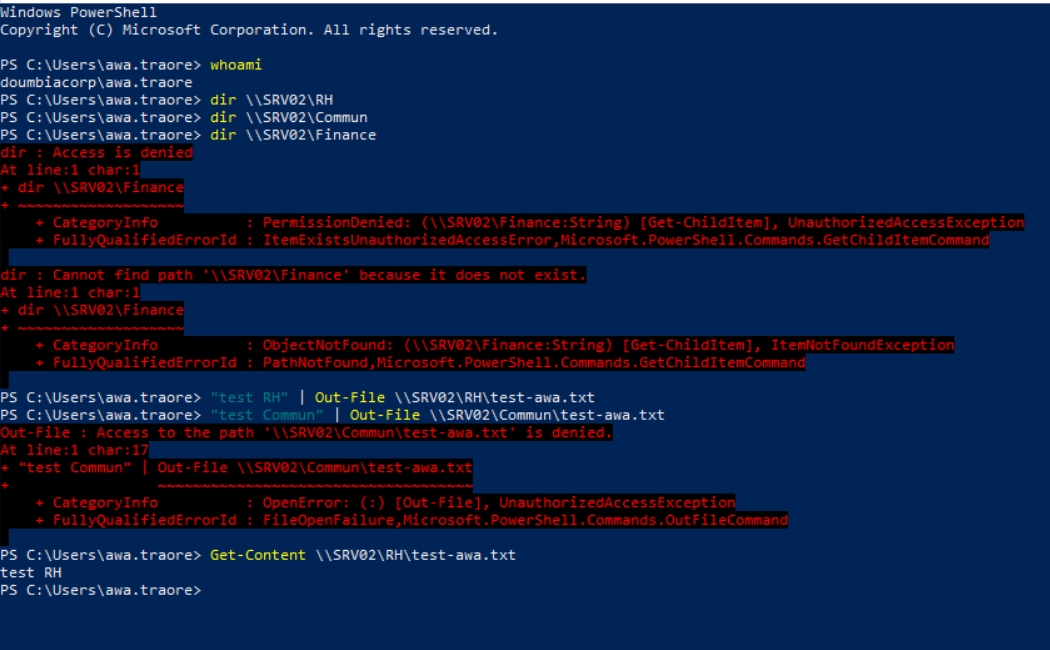 Windows PowerShell
Copyright (C) Microsoft Corporation. All rights reserved.
PS C:\Users\awa.traore> whoami
doumbiacorp\awa.traore
PS C:\Users\awa.traore> dir \\SRV02\RH
PS C:\Users\awa.traore> dir \\SRV02\Commun
PS C:\Users\awa.traore> dir \\SRV02\Finance
dir : Access is denied
At line:1 char:1
+ dir \\SRV02\Finance
+ ~~~~~~~~~~~~~~~~~~~
    + CategoryInfo          : PermissionDenied: (\\SRV02\Finance:String) [Get-ChildItem], UnauthorizedAccessException
    + FullyQualifiedErrorId : ItemExistsUnauthorizedAccessError,Microsoft.PowerShell.Commands.GetChildItemCommand
dir : Cannot find path '\\SRV02\Finance' because it does not exist.
At line:1 char:1
+ dir \\SRV02\Finance
+ ~~~~~~~~~~~~~~~~~~~
    + CategoryInfo          : ObjectNotFound: (\\SRV02\Finance:String) [Get-ChildItem], ItemNotFoundException
    + FullyQualifiedErrorId : PathNotFound,Microsoft.PowerShell.Commands.GetChildItemCommand
PS C:\Users\awa.traore> "test RH" | Out-File \\SRV02\RH\test-awa.txt
PS C:\Users\awa.traore> "test Commun" | Out-File \\SRV02\Commun\test-awa.txt
Out-File : Access to the path '\\SRV02\Commun\test-awa.txt' is denied.
At line:1 char:17
+ "test Commun" | Out-File \\SRV02\Commun\test-awa.txt
+                 ~~~~~~~~~~~~~~~~~~~~~~~~~~~~~~~~~~~~
    + CategoryInfo          : OpenError: (:) [Out-File], UnauthorizedAccessException
    + FullyQualifiedErrorId : FileOpenFailure,Microsoft.PowerShell.Commands.OutFileCommand
PS C:\Users\awa.traore> Get-Content \\SRV02\RH\test-awa.txt
test RH
PS C:\Users\awa.traore>